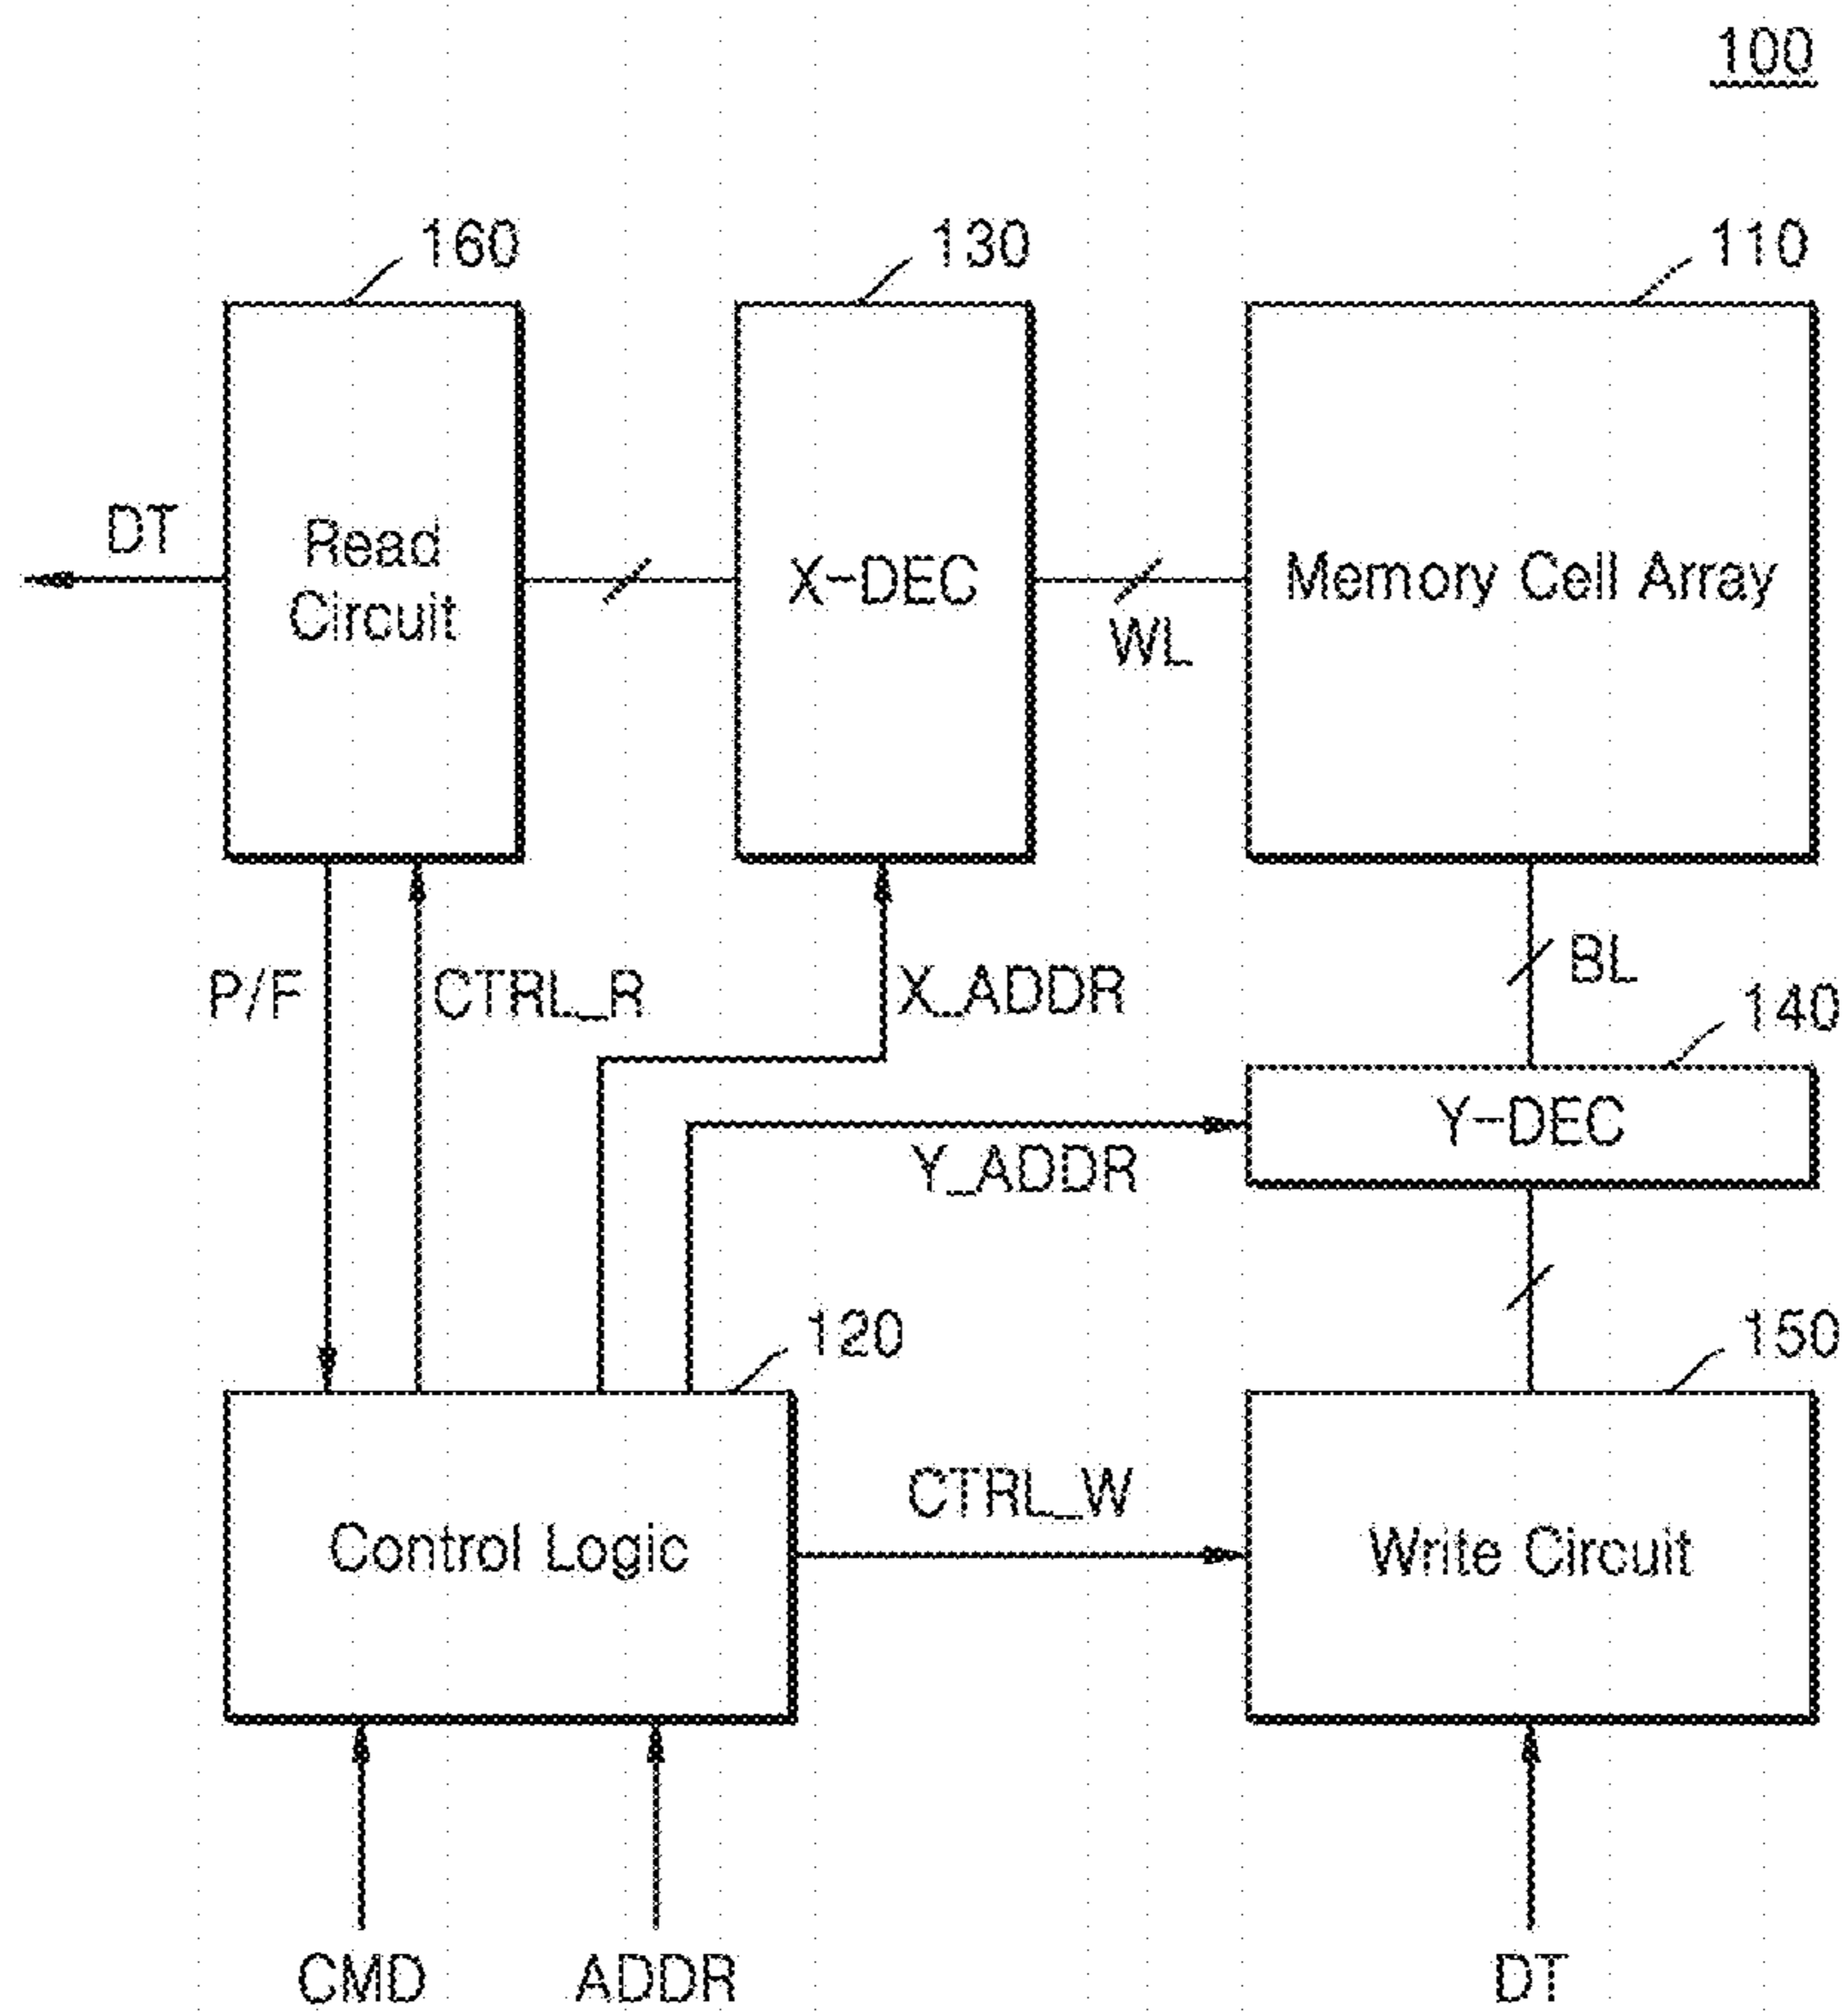 100
160
130
110
DT
Read
Circuit
X-DEC
Memory Cell Array
WL
P/F
CTRL_R
X_ADDR
BL
140
Y-DEC
Y_ADDR
120
150
CTRL_W
Control Logic
Write Circuit
CMD
ADDR
DT